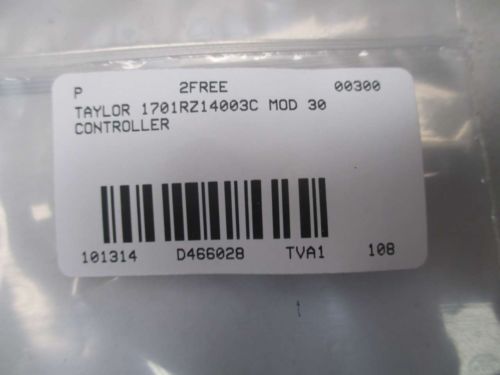 P 2FREE 00300
TAYLOR 1701RZ14003C MOD 30
CONTROLLER
101314 D466028 TVA1 108